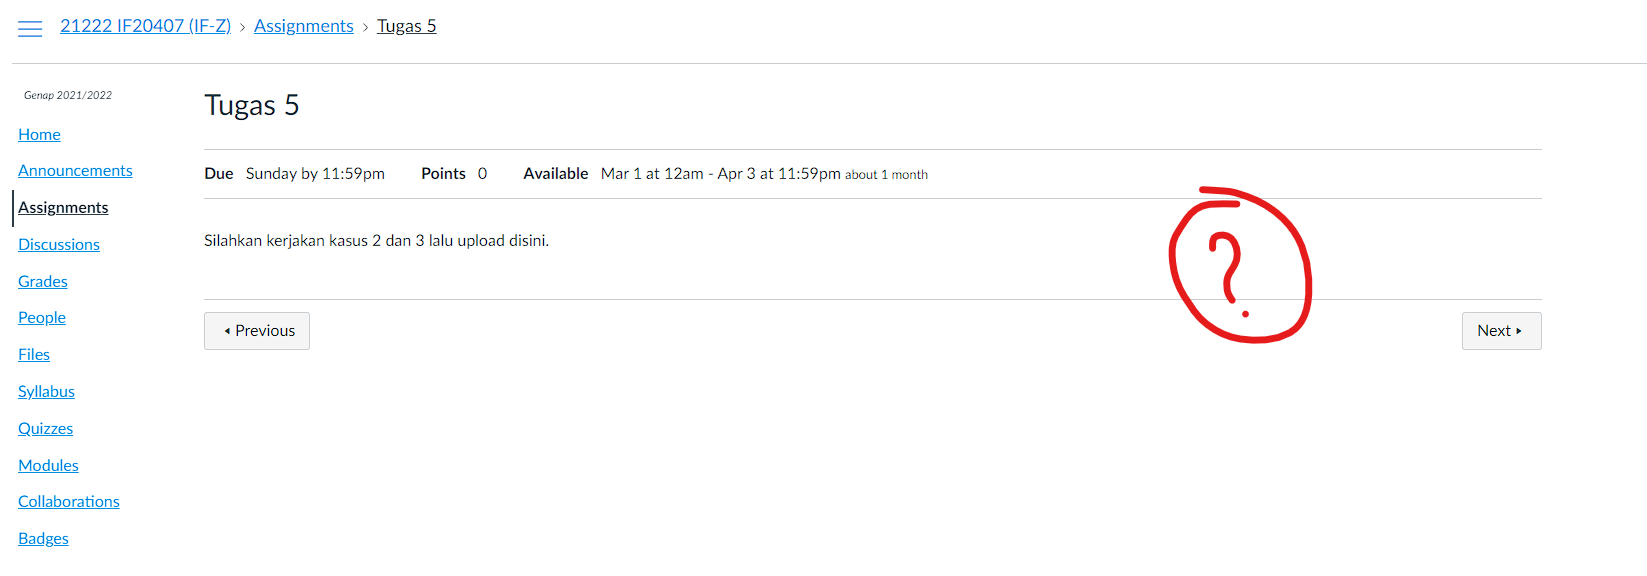 21222 IF20407 (IF-Z) › Assignments › Tugas 5
Genap 2021/2022
Home
Announcements
Assignments
Discussions
Grades
People
Files
Syllabus
Quizzes
Modules
Collaborations
Badges
Tugas 5
Due Sunday by 11:59pm Points 0 Available Mar 1 at 12am - Apr 3 at 11:59pm about 1 month
Silahkan kerjakan kasus 2 dan 3 lalu upload disini.
?
Previous
Next